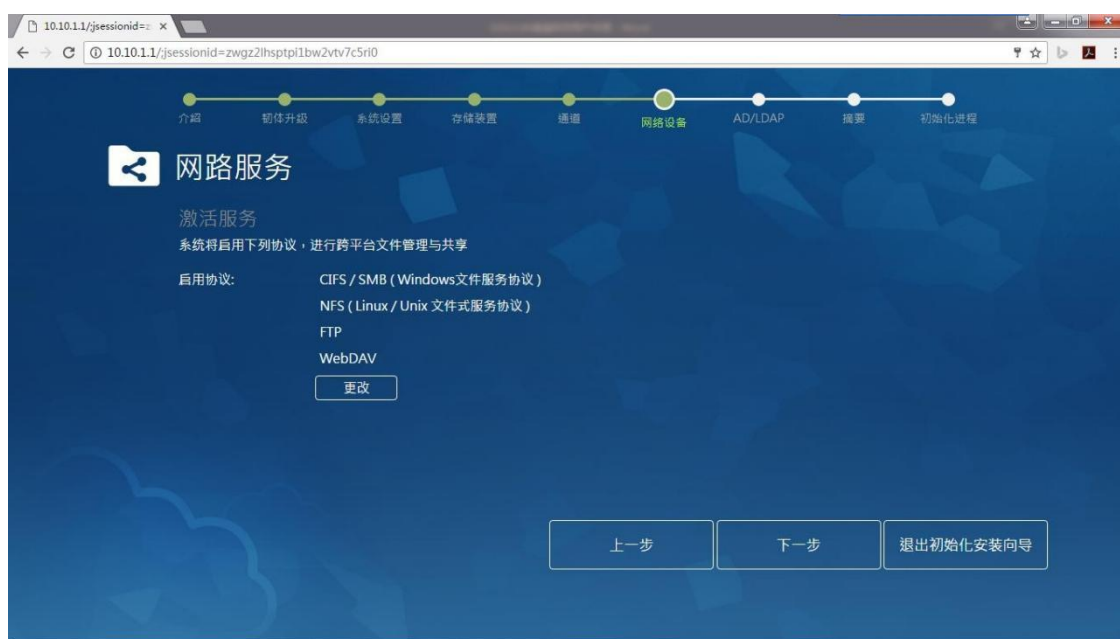 10.10.1.1/;jsessionid=z
10.10.1.1/;jsessionid=zwgz2lhsptpi1bw2vtv7c5ri0
介紹 韧体升級 系统设置 存储装置 通道 网络设备 AD/LDAP 摘要 初始化进程
网路服务
激活服务
系统将启用下列协议，进行跨平台文件管理与共享
启用协议: CIFS / SMB ( Windows文件服务协议 )
NFS ( Linux / Unix 文件式服务协议 )
FTP
WebDAV
更改
上一步 下一步 退出初始化安装向导